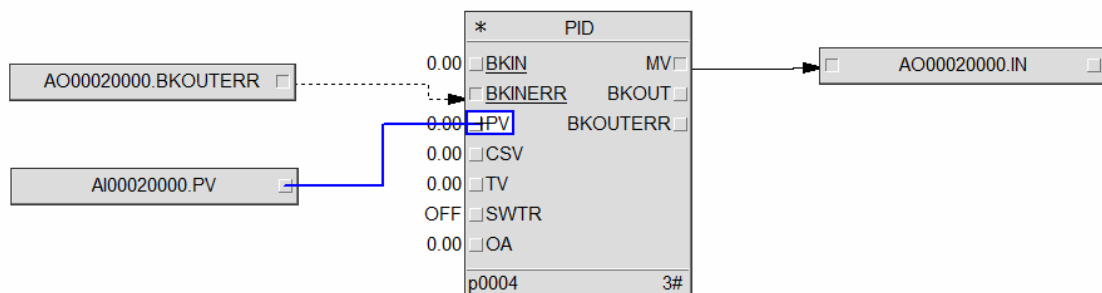 * PID
0.00 BKIN MV
AO00020000.IN
AO00020000.BKOUTERR
BKINERR BKOUT
0.00 PV BKOUTERR
0.00 CSV
AI00020000.PV
0.00 TV
OFF SWTR
0.00 OA
p0004 3#